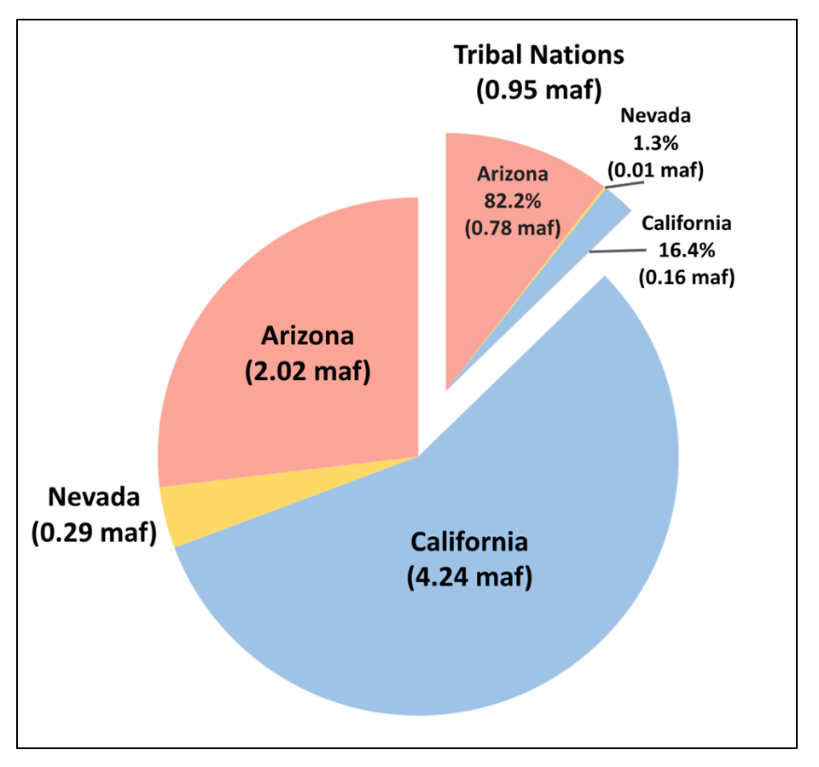 Tribal Nations
(0.95 maf)
Nevada
1.3%
(0.01 maf)
Arizona
82.2%
(0.78 maf)
California
16.4%
(0.16 maf)
Arizona
(2.02 maf)
Nevada
(0.29 maf)
California
(4.24 maf)